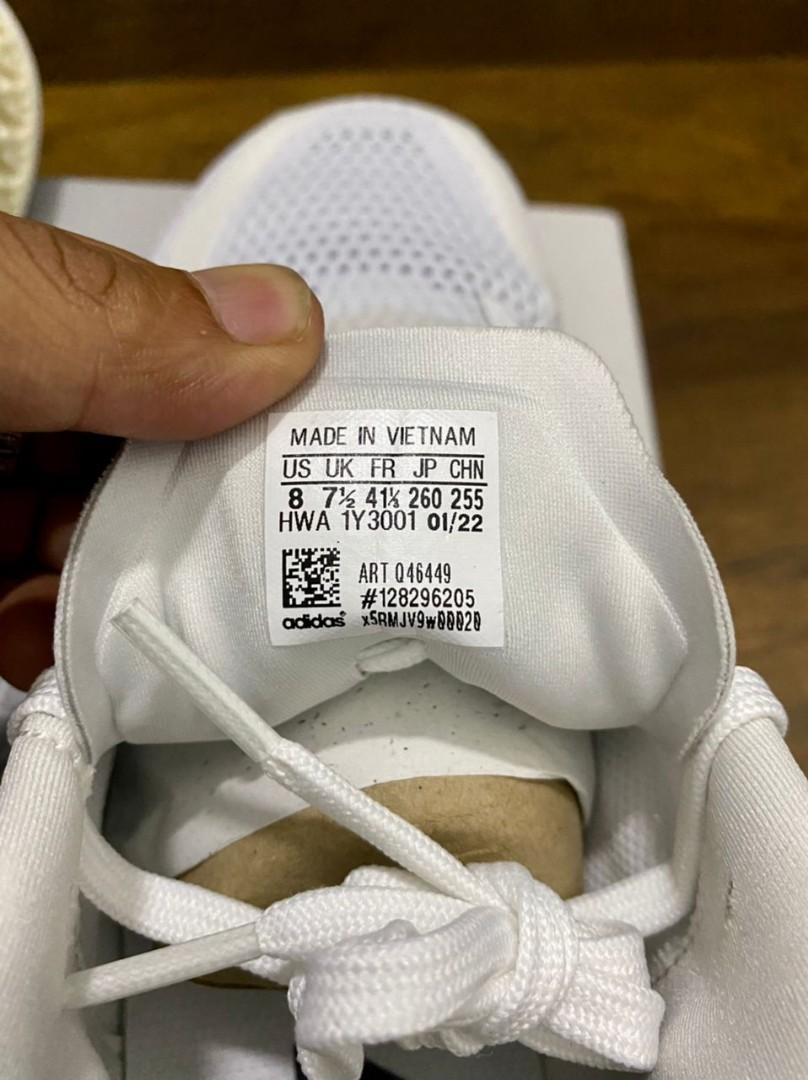 MADE IN VIETNAM
US UK FR JP CHN
8 7½ 41⅓ 260 255
HWA 1Y3001 01/22
ART Q46449
#128296205
adidas® x5RMJV9w00020